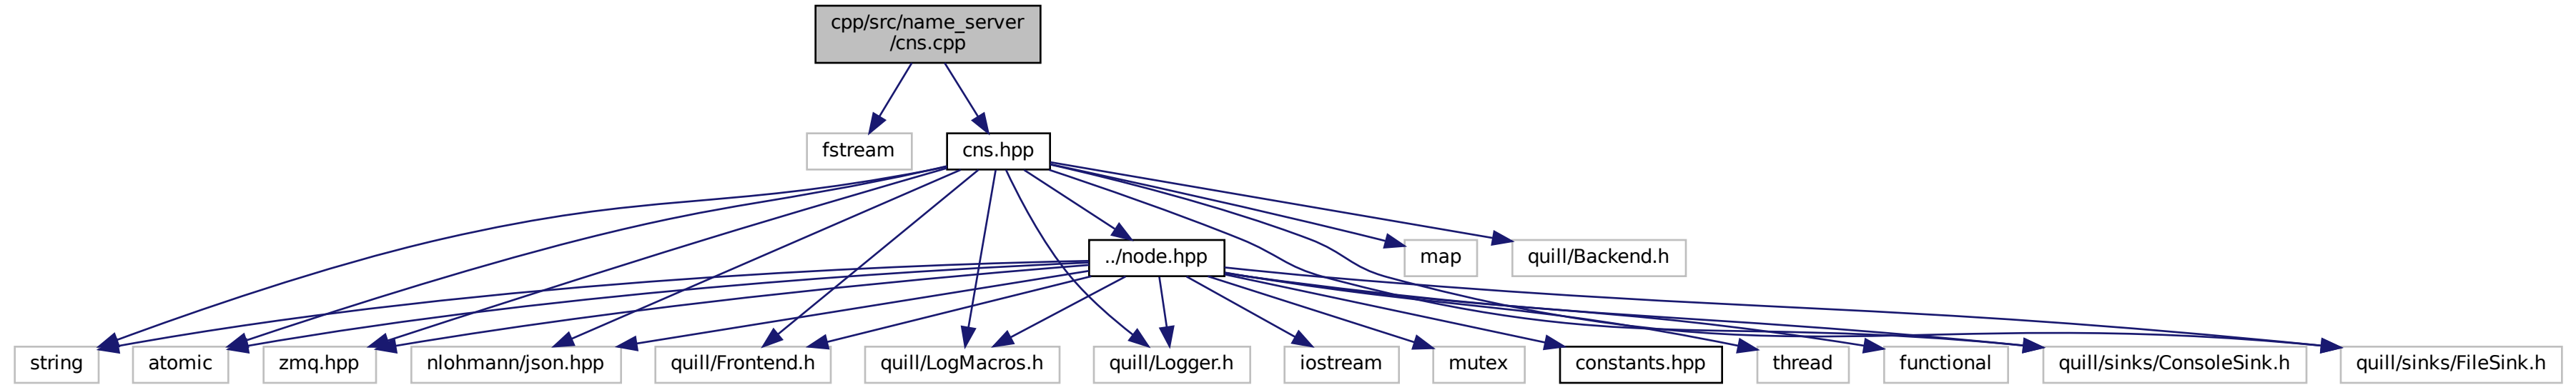 cpp/src/name_server
/cns.cpp
fstream
cns.hpp
../node.hpp
map
quill/Backend.h
string
atomic
zmq.hpp
nlohmann/json.hpp
quill/Frontend.h
quill/LogMacros.h
quill/Logger.h
iostream
mutex
constants.hpp
thread
functional
quill/sinks/ConsoleSink.h
quill/sinks/FileSink.h